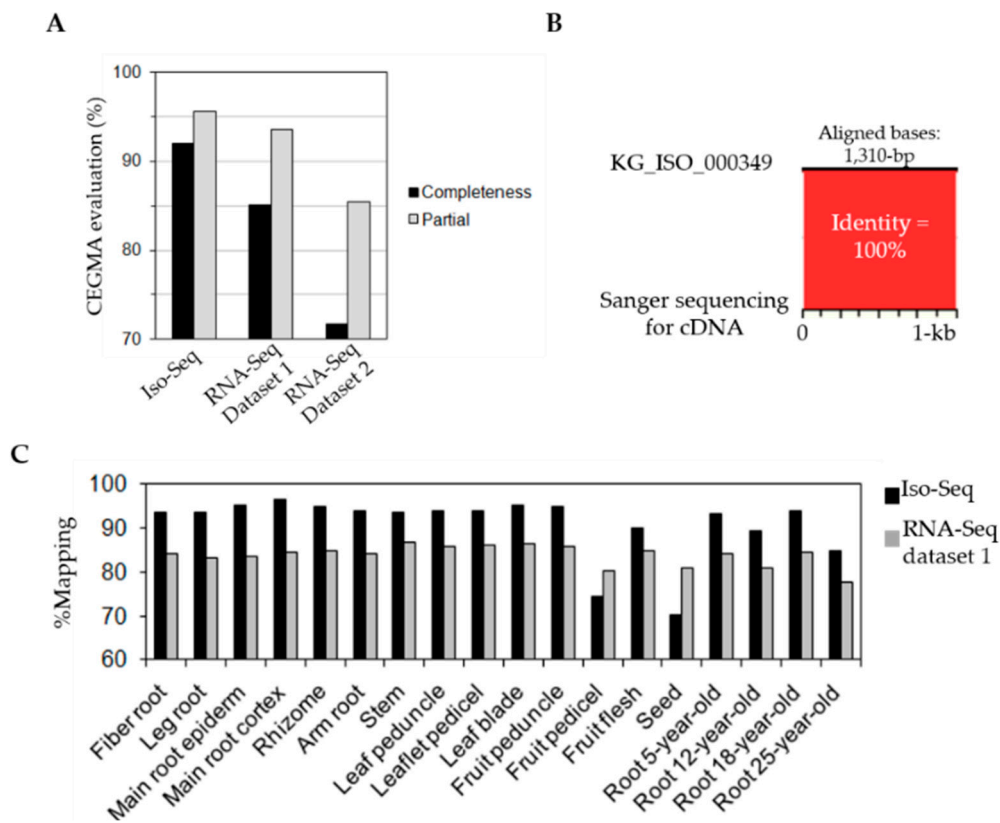 A
100
90
80
70
CEGMA evaluation (%)
Completeness
Partial
Iso-Seq
RNA-Seq
Dataset 1
RNA-Seq
Dataset 2
B
Aligned bases:
1,310-bp
KG_ISO_000349
Identity =
100%
Sanger sequencing
for cDNA
0
1-kb
C
100
90
80
70
60
%Mapping
Iso-Seq
RNA-Seq
dataset 1
Fiber root
Leg root
Main root epiderm
Main root cortex
Rhizome
Arm root
Stem
Leaf peduncle
Leaflet pedicel
Leaf blade
Fruit peduncle
Fruit pedicel
Fruit flesh
Seed
Root 5-year-old
Root 12-year-old
Root 18-year-old
Root 25-year-old